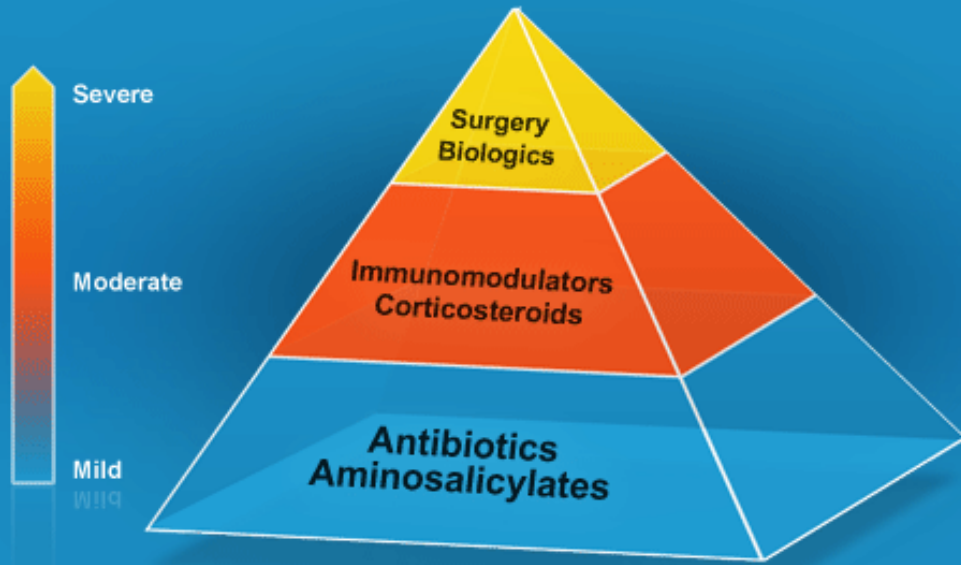 Severe
Surgery
Biologics
Moderate
Immunomodulators
Corticosteroids
Mild
Antibiotics
Aminosalicylates